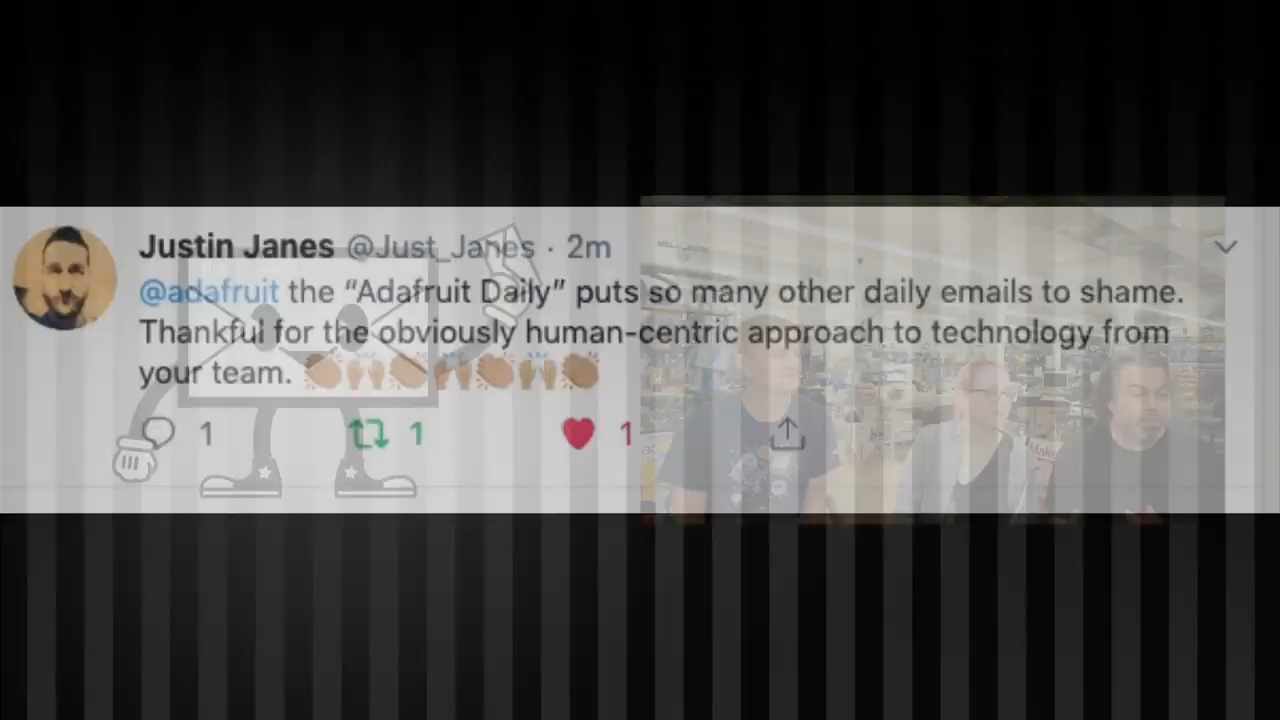 Justin Janes @Just_Janes · 2m
@adafruit the “Adafruit Daily” puts so many other daily emails to shame.
Thankful for the obviously human-centric approach to technology from
your team. 👏🏽🙌🏽👏🏽🙌🏽👏🏽🙌🏽👏🏽
1 1 1
Make